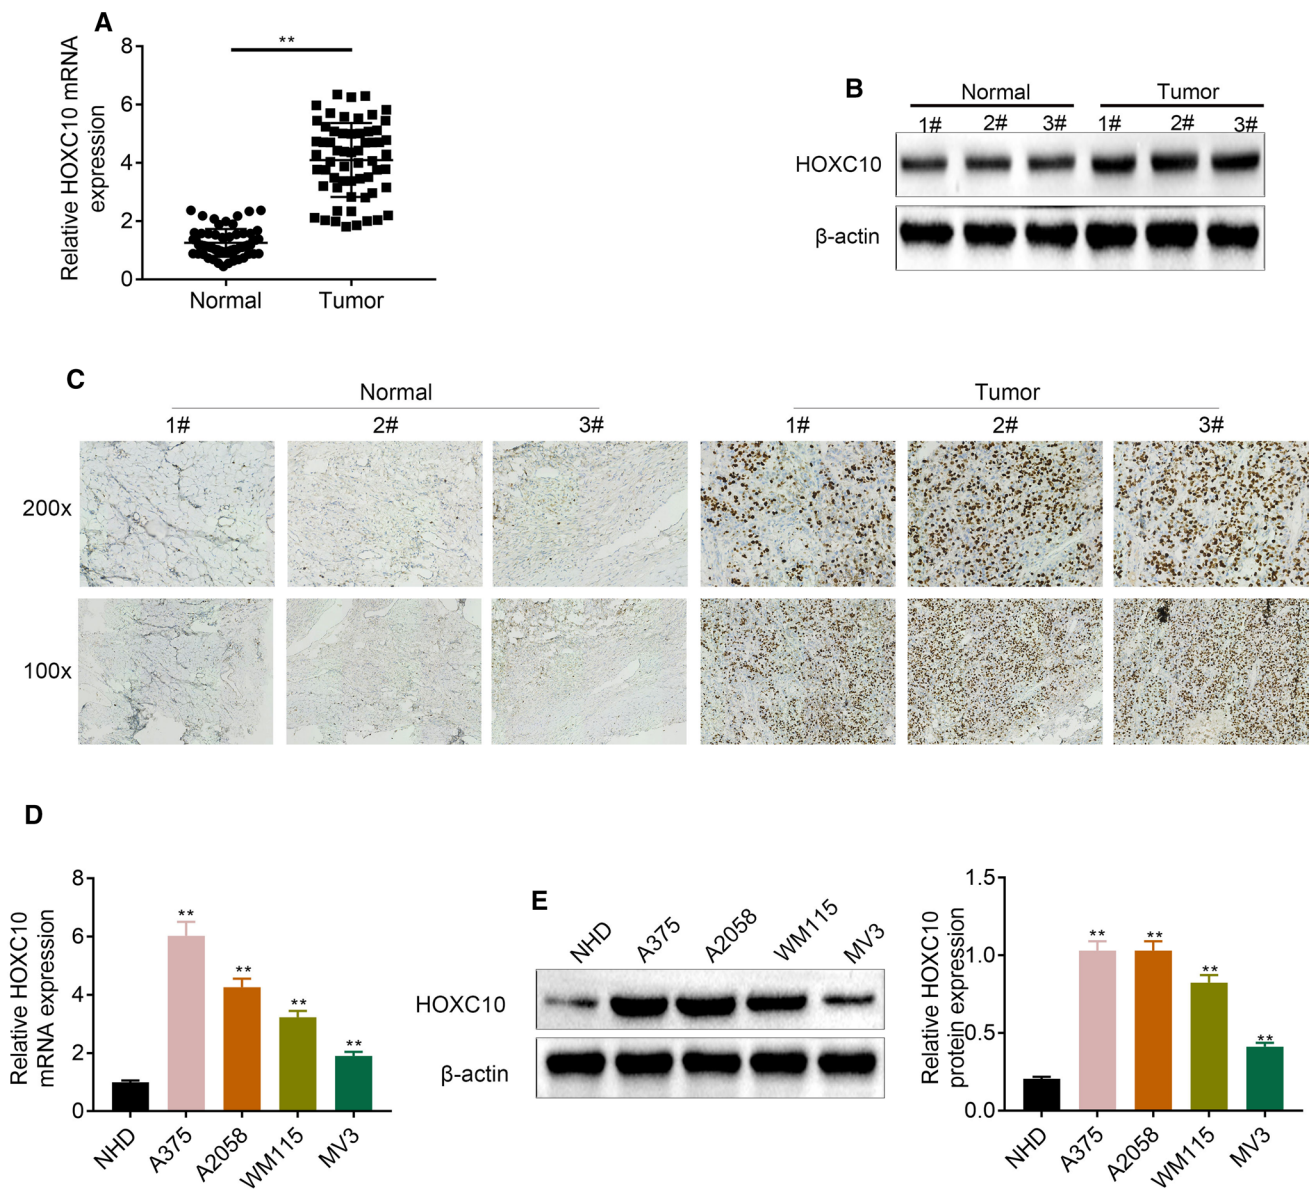 A
Relative HOXC10 mRNA
expression
8
6
4
2
0
**
Normal
Tumor
B
Normal
Tumor
1#
2#
3#
1#
2#
3#
HOXC10
β-actin
C
Normal
Tumor
1#
2#
3#
1#
2#
3#
200x
100x
D
Relative HOXC10
mRNA expression
8
6
4
2
0
**
**
**
**
NHD
A375
A2058
WM115
MV3
E
NHD
A375
A2058
WM115
MV3
HOXC10
β-actin
Relative HOXC10
protein expression
1.5
1.0
0.5
0.0
**
**
**
**
NHD
A375
A2058
WM115
MV3